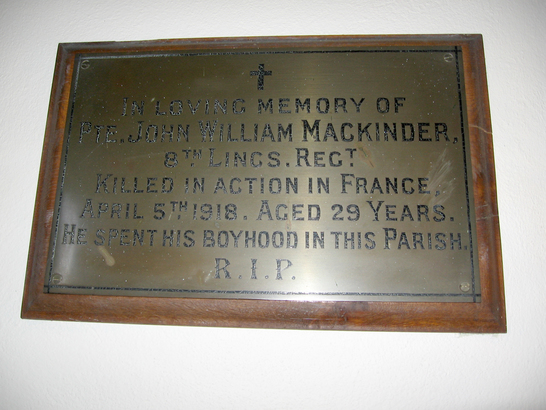 IN LOVING MEMORY OF
PTE. JOHN WILLIAM MACKINDER,
8TH LINCS. REGT
KILLED IN ACTION IN FRANCE,
APRIL 5TH 1918. AGED 29 YEARS.
HE SPENT HIS BOYHOOD IN THIS PARISH.
R.I.P.